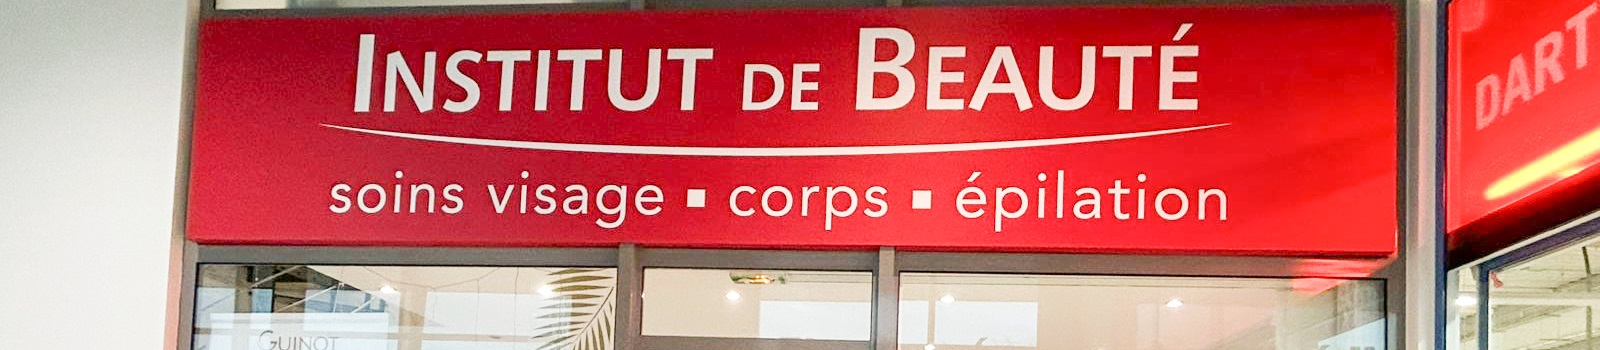 INSTITUT DE BEAUTÉ
soins visage ▪ corps ▪ épilation
DART
GUINOT